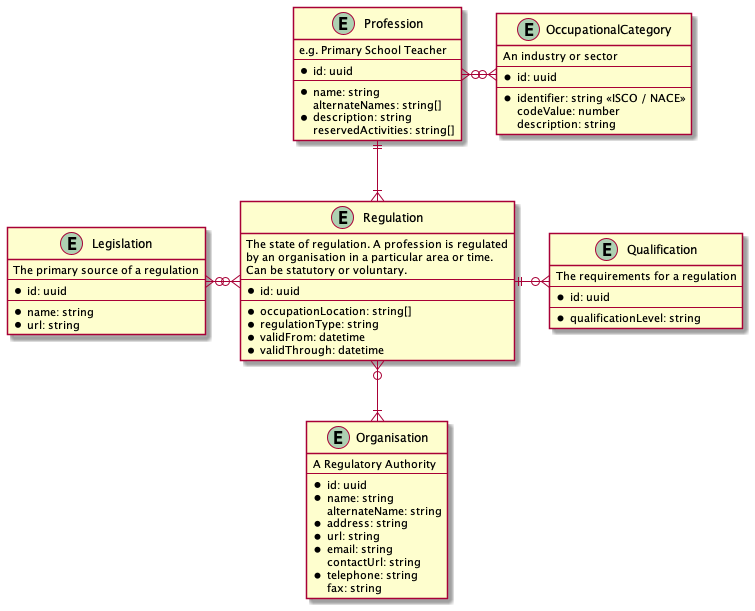 E Profession
e.g. Primary School Teacher
id: uuid
name: string
alternateNames: string[]
description: string
reservedActivities: string[]
E OccupationalCategory
An industry or sector
id: uuid
identifier: string «ISCO / NACE»
codeValue: number
description: string
E Legislation
The primary source of a regulation
id: uuid
name: string
url: string
E Regulation
The state of regulation. A profession is regulated
by an organisation in a particular area or time.
Can be statutory or voluntary.
id: uuid
occupationLocation: string[]
regulationType: string
validFrom: datetime
validThrough: datetime
E Qualification
The requirements for a regulation
id: uuid
qualificationLevel: string
E Organisation
A Regulatory Authority
id: uuid
name: string
alternateName: string
address: string
url: string
email: string
contactUrl: string
telephone: string
fax: string